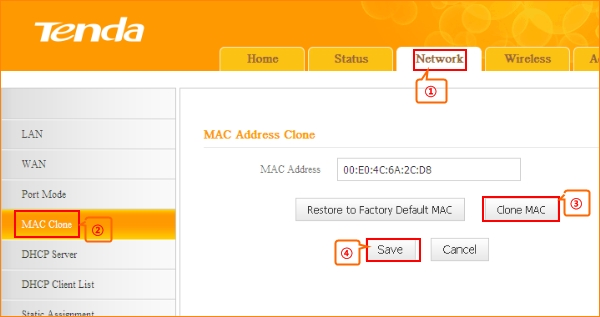 Tenda
Home Status Network Wireless
①
LAN
WAN
Port Mode
MAC Clone ②
DHCP Server
DHCP Client List
Static Assignment
MAC Address Clone
MAC Address 00:E0:4C:6A:2C:D8
Restore to Factory Default MAC Clone MAC ③
④ Save Cancel